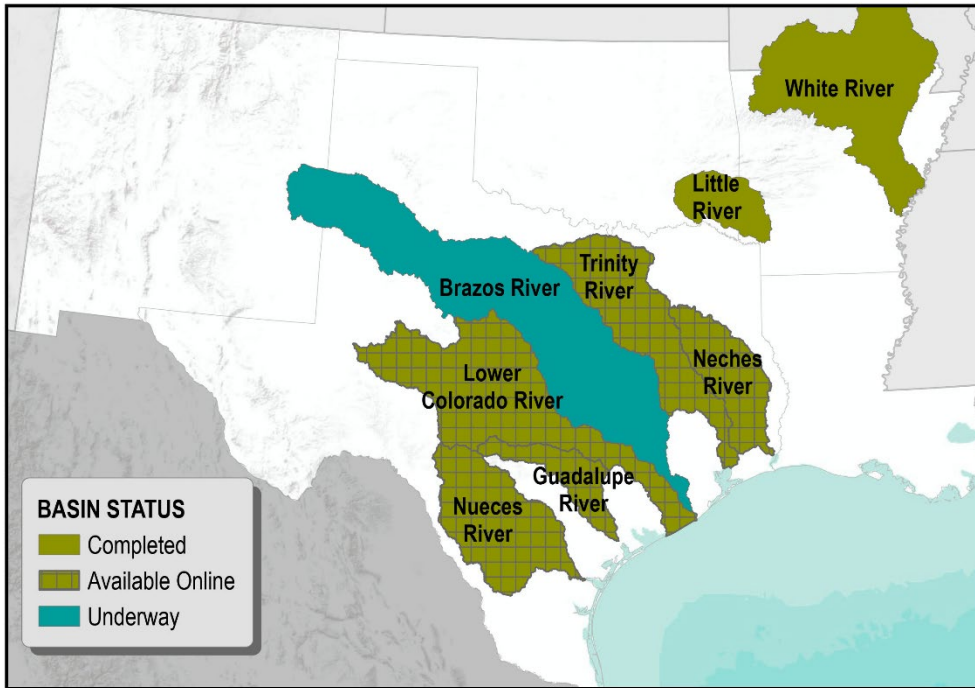 White River
Little
River
Trinity
River
Brazos River
Neches
River
Lower
Colorado River
Guadalupe
River
Nueces
River
BASIN STATUS
Completed
Available Online
Underway